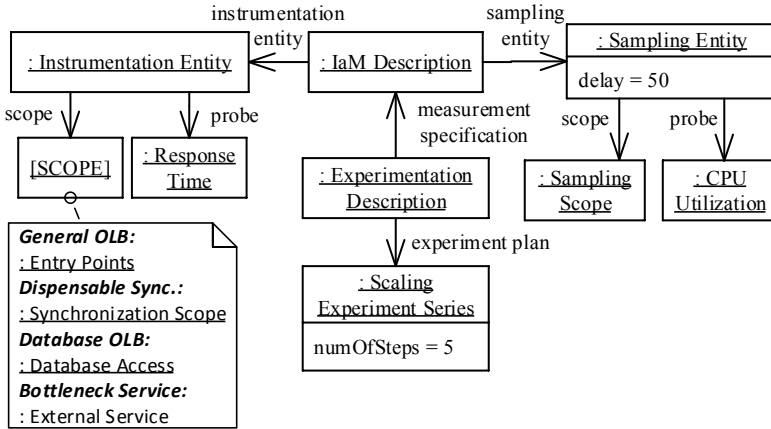 instrumentation
entity
sampling
entity
: Instrumentation Entity
: IaM Description
: Sampling Entity
delay = 50
scope
probe
measurement
specification
scope
probe
[SCOPE]
: Response
Time
: Experimentation
Description
: Sampling
Scope
: CPU
Utilization
General OLB:
: Entry Points
Dispensable Sync.:
: Synchronization Scope
Database OLB:
: Database Access
Bottleneck Service:
: External Service
experiment plan
: Scaling
Experiment Series
numOfSteps = 5